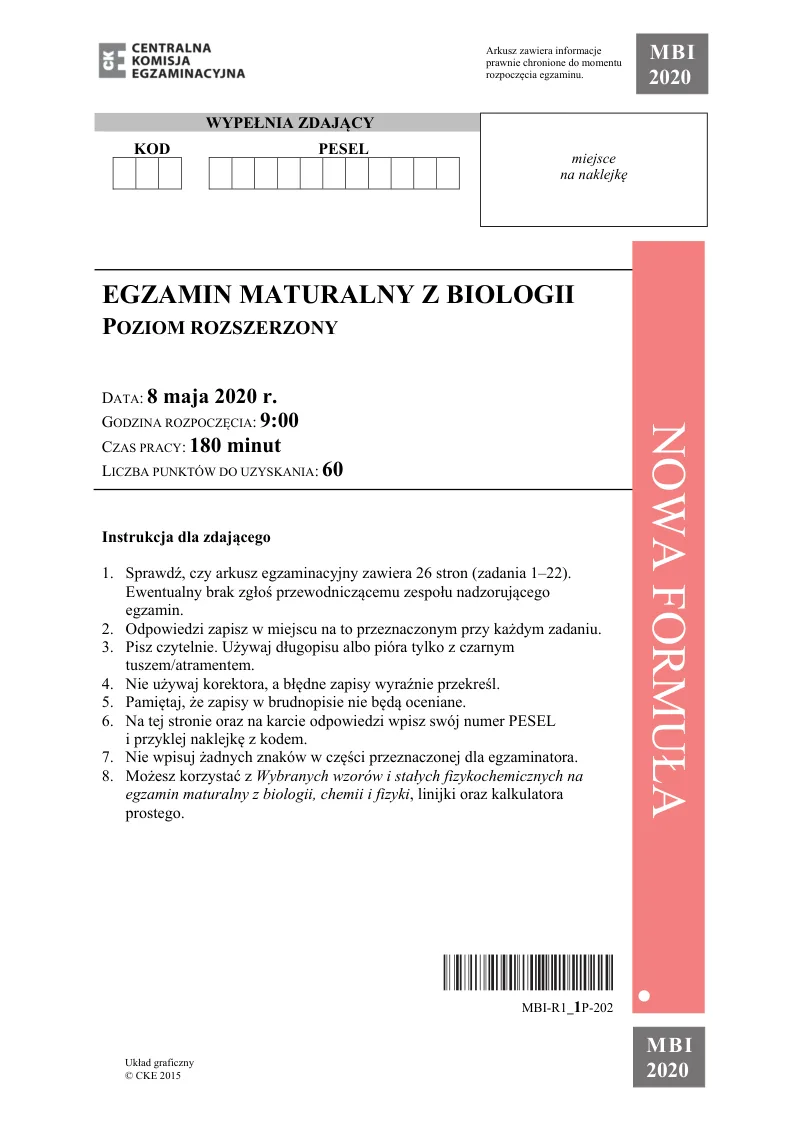 CENTRALNA
KOMISJA
EGZAMINACYJNA
CKE
Arkusz zawiera informacje
prawnie chronione do momentu
rozpoczęcia egzaminu.
MBI
2020
WYPEŁNIA ZDAJĄCY
KOD PESEL
miejsce
na naklejkę
EGZAMIN MATURALNY Z BIOLOGII
POZIOM ROZSZERZONY
DATA: 8 maja 2020 r.
GODZINA ROZPOCZĘCIA: 9:00
CZAS PRACY: 180 minut
LICZBA PUNKTÓW DO UZYSKANIA: 60
NOWA FORMUŁA
Instrukcja dla zdającego
1. Sprawdź, czy arkusz egzaminacyjny zawiera 26 stron (zadania 1–22).
Ewentualny brak zgłoś przewodniczącemu zespołu nadzorującego
egzamin.
2. Odpowiedzi zapisz w miejscu na to przeznaczonym przy każdym zadaniu.
3. Pisz czytelnie. Używaj długopisu albo pióra tylko z czarnym
tuszem/atramentem.
4. Nie używaj korektora, a błędne zapisy wyraźnie przekreśl.
5. Pamiętaj, że zapisy w brudnopisie nie będą oceniane.
6. Na tej stronie oraz na karcie odpowiedzi wpisz swój numer PESEL
i przyklej naklejkę z kodem.
7. Nie wpisuj żadnych znaków w części przeznaczonej dla egzaminatora.
8. Możesz korzystać z Wybranych wzorów i stałych fizykochemicznych na
egzamin maturalny z biologii, chemii i fizyki, linijki oraz kalkulatora
prostego.
MBI-R1_1P-202
Układ graficzny
© CKE 2015
MBI
2020